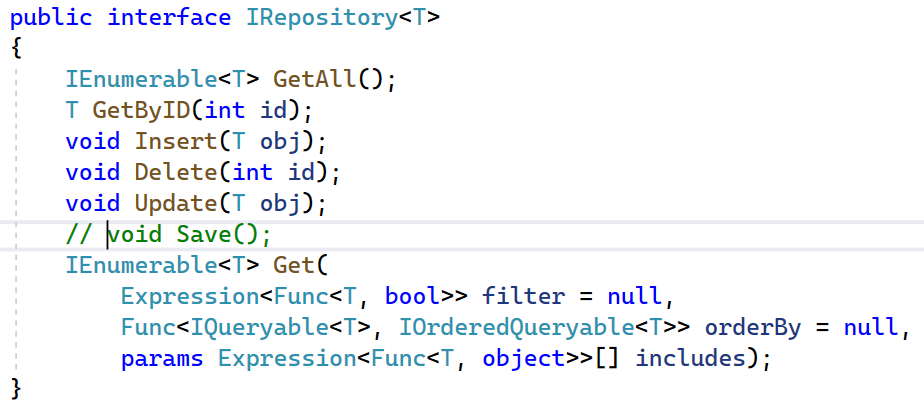 public interface IRepository<T>
{
    IEnumerable<T> GetAll();
    T GetByID(int id);
    void Insert(T obj);
    void Delete(int id);
    void Update(T obj);
    // void Save();
    IEnumerable<T> Get(
        Expression<Func<T, bool>> filter = null,
        Func<IQueryable<T>, IOrderedQueryable<T>> orderBy = null,
        params Expression<Func<T, object>>[] includes);
}